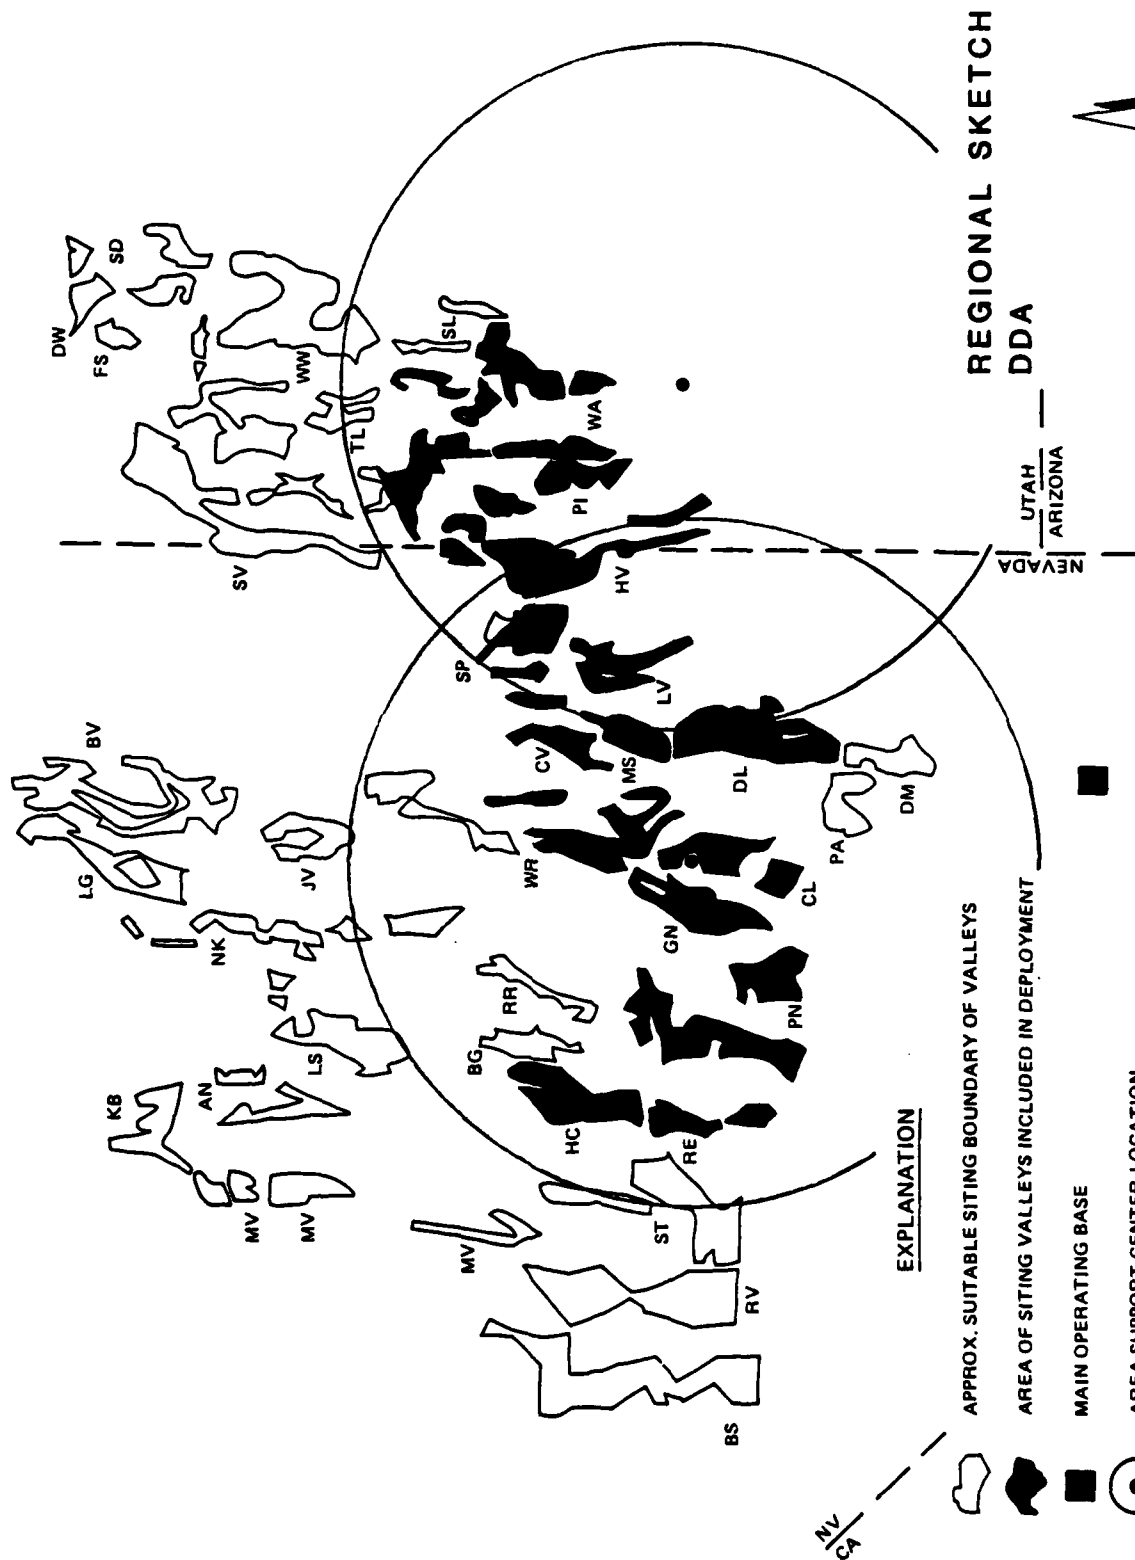 DW
LG
BV
FS
SD
KB
AN
NK
SV
MV
WW
MV
LS
JV
TL
SL
SP
MV
BG
RR
WR
CV
HC
PI
WA
HV
MS
ST
LV
GN
RE
BS
DL
RV
PN
CL
PA
NV
CA
DM
EXPLANATION
APPROX. SUITABLE SITING BOUNDARY OF VALLEYS
AREA OF SITING VALLEYS INCLUDED IN DEPLOYMENT
MAIN OPERATING BASE
AREA SUPPORT CENTER LOCATION
NEVADA
UTAH
ARIZONA
REGIONAL SKETCH
DDA